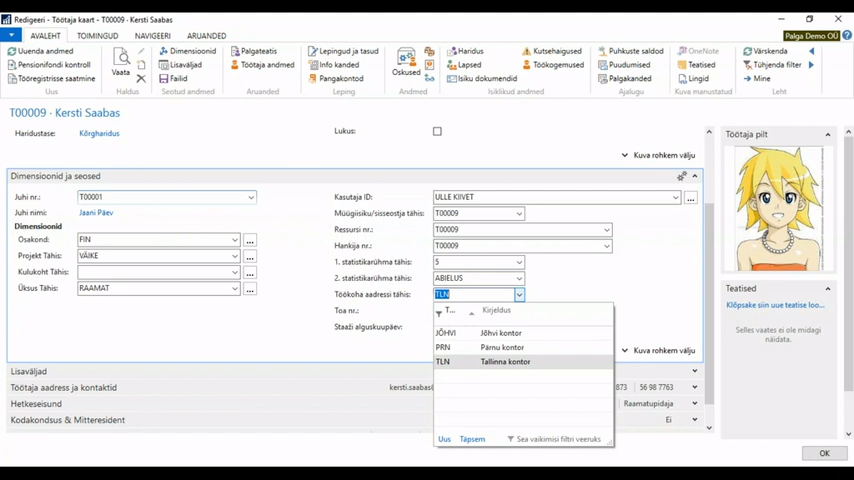 Redigeeri - Töötaja kaart - T00009 · Kersti Saabas
AVALEHT TOIMINGUD NAVIGEERI ARUANDED
Palga Demo OÜ
Uuenda andmed
Pensionifondi kontroll
Tööregistrisse saatmine
Uus
Vaata
Haldus
Dimensioonid
Lisaväljad
Failid
Seotud andmed
Palgateatis
Töötaja andmed
Aruanded
Lepingud ja tasud
Info kanded
Pangakontod
Leping
Oskused
Andmed
Haridus
Lapsed
Isiku dokumendid
Kutsehaigused
Töökogemused
Isiklikud andmed
Puhkuste saldod
Puudumised
Palgakanded
Ajalugu
OneNote
Teatised
Lingid
Kuva manustatud
Värskenda
Tühjenda filter
Mine
Leht
T00009 · Kersti Saabas
Haridustase: Kõrgharidus
Lukus:
Kuva rohkem välju
Dimensioonid ja seosed
Juhi nr.: T00001
Juhi nimi: Jaani Päev
Dimensioonid
Osakond: FIN
Projekt Tähis: VÄIKE
Kulukoht Tähis:
Üksus Tähis: RAAMAT
Kasutaja ID: ULLE KIIVET
Müügiisiku/sisseostja tähis: T00009
Ressursi nr.: T00009
Hankija nr.: T00009
1. statistikarühma tähis: 5
2. statistikarühma tähis: ABIELUS
Töökoha aadressi tähis: TLN
Toa nr.:
Staaži alguskuupäev:
T... Kirjeldus
JÕHVI Jõhvi kontor
PRN Pärnu kontor
TLN Tallinna kontor
Uus Täpsem Sea vaikimisi filtri veeruks
Kuva rohkem välju
Lisaväljad
Töötaja aadress ja kontaktid kersti.saabas@ 873 56 98 7763
Hetkeseisund Raamatupidaja
Kodakondsus & Mitteresident Ei
Töötaja pilt
Teatised
Klõpsake siin uue teatise loo...
Selles vaates ei ole midagi
näidata.
OK